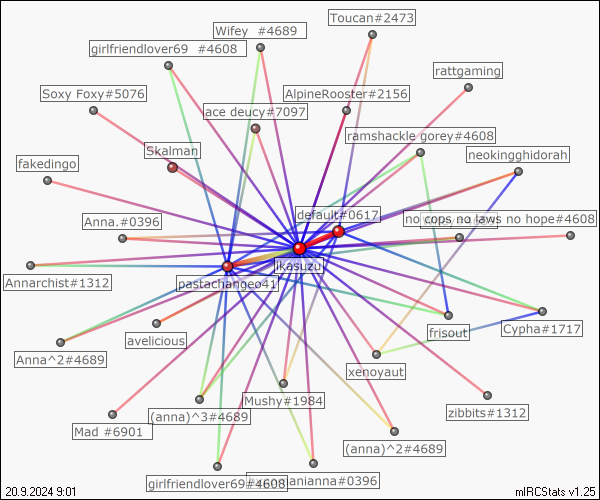 Toucan#2473
Wifey  #4689
girlfriendlover69  #4608
rattgaming
Soxy Foxy#5076
AlpineRooster#2156
ace deucy#7097
ramshackle porey#4608
Skalman
neokingghidorah
fakedingo
default#0617
no cops no laws no hope#4608
Anna.#0396
ikasuzu
Annarchist#1312
pastachangeo41
frisout
Cypha#1717
avelicious
Anna^2#4689
xenoyaut
Mushy#1984
zibbits#1312
(anna)^3#4689
Mad #6901
(anna)^2#4689
girlfriendlover69#4608
ianianna#0396
20.9.2024 9:01
mIRCStats v1.25